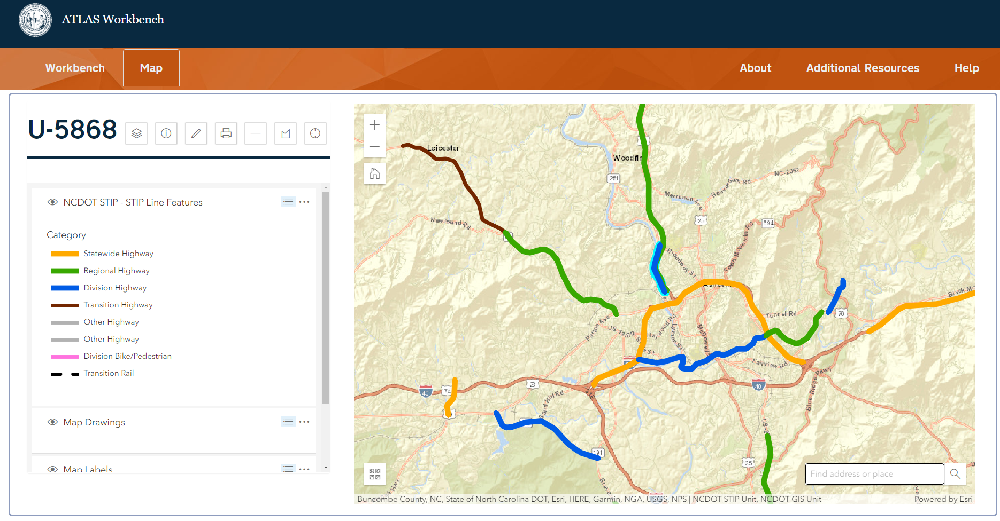 ATLAS Workbench
Workbench
Map
About
Additional Resources
Help
U-5868
NCDOT STIP - STIP Line Features
Category
Statewide Highway
Regional Highway
Division Highway
Transition Highway
Other Highway
Other Highway
Division Bike/Pedestrian
Transition Rail
Map Drawings
Map Labels
Leicester
Woodfin
251
NC-2053
Beaverdam Rd
Merrimon Ave
Newfound Rd
25
694
Town Mountain Rd
Broadway St
Asheville
Black Mo
Tunnel Rd
70
Patton Ave
US-19-BR
Haywood Rd
Lyman St
McDowell
Fairview Rd
Blue Ridge Pkwy
23
40
74
40
Sand Hill Rd
US-2
191
25
Find address or place
Buncombe County, NC, State of North Carolina DOT, Esri, HERE, Garmin, NGA, USGS, NPS | NCDOT STIP Unit, NCDOT GIS Unit
Powered by Esri